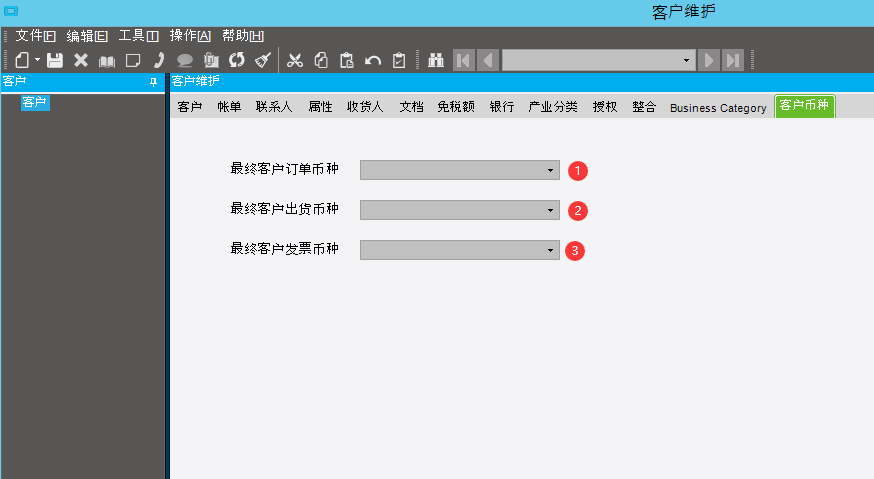 客户维护
文件[F] 编辑[E] 工具[T] 操作[A] 帮助[H]
客户
客户维护
客户
客户 帐单 联系人 属性 收货人 文档 免税额 银行 产业分类 授权 整合 Business Category 客户币种
最终客户订单币种 1
最终客户出货币种 2
最终客户发票币种 3